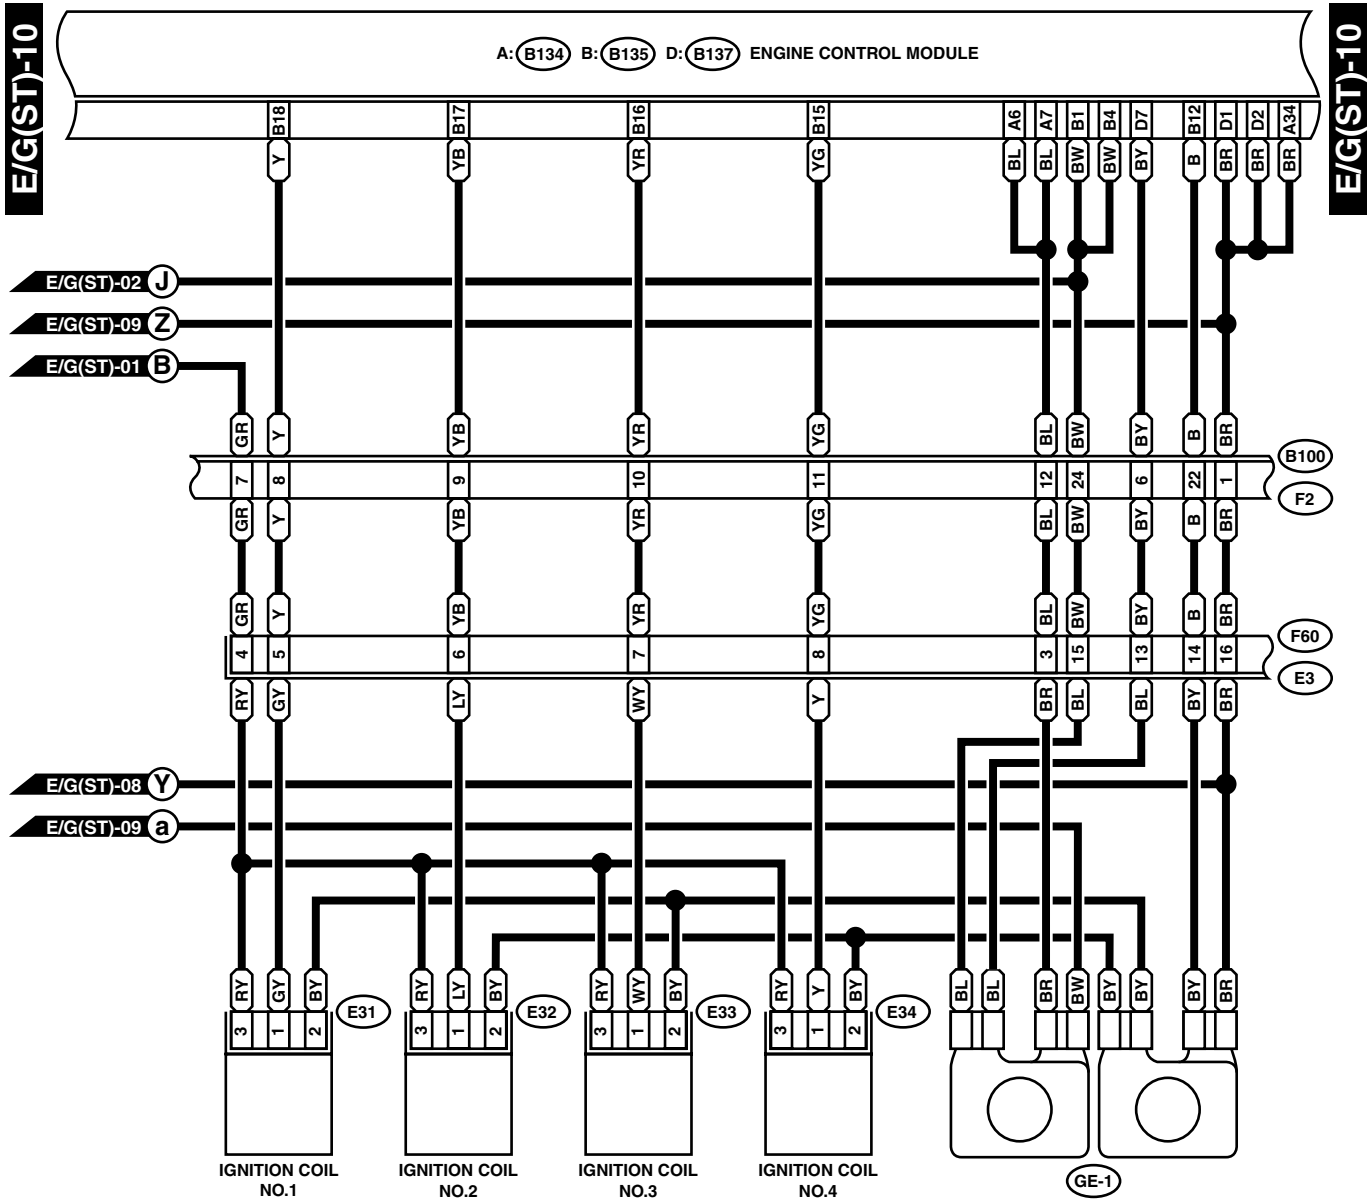 E/G(ST)-10
E/G(ST)-10
A: B134 B: B135 D: B137 ENGINE CONTROL MODULE
B18 B17 B16 B15 A6 A7 B1 B4 D7 B12 D1 D2 A34
Y YB YR YG BL BL BW BW BY B BR BR BR
E/G(ST)-02 J
E/G(ST)-09 Z
E/G(ST)-01 B
GR Y YB YR YG BL BW BY B BR
B100
7 8 9 10 11 12 24 6 22 1
F2
GR Y YB YR YG BL BW BY B BR
GR Y YB YR YG BL BW BY B BR
F60
4 5 6 7 8 3 15 13 14 16
E3
RY GY LY WY Y BR BL BL BY BR
E/G(ST)-08 Y
E/G(ST)-09 a
RY GY BY RY LY BY RY WY BY RY Y BY BL BL BR BW BY BY BY BR
E31 E32 E33 E34
3 1 2 3 1 2 3 1 2 3 1 2
IGNITION COIL
NO.1
IGNITION COIL
NO.2
IGNITION COIL
NO.3
IGNITION COIL
NO.4
GE-1